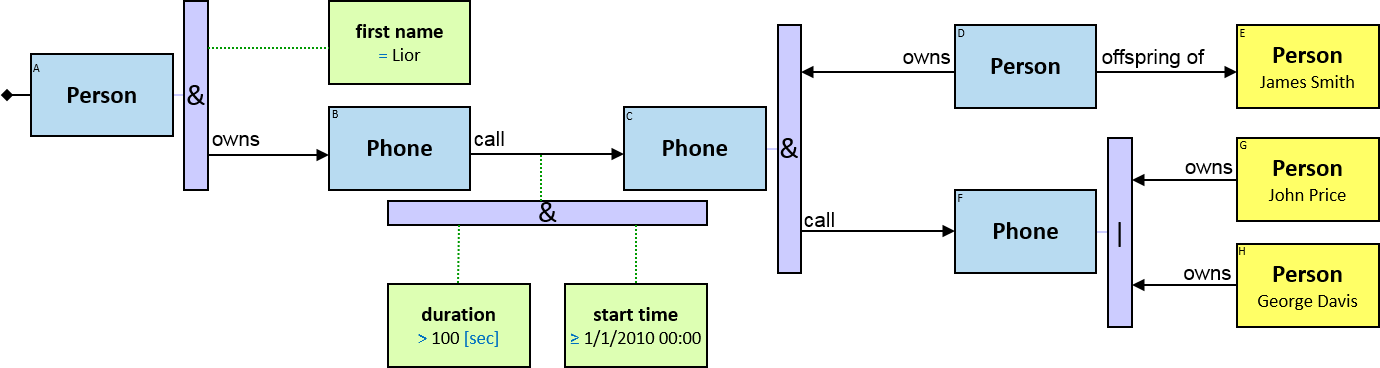 A
Person
&
first name
= Lior
owns
B
Phone
call
C
Phone
&
duration
> 100 [sec]
start time
≥ 1/1/2010 00:00
&
owns
D
Person
offspring of
E
Person
James Smith
call
F
Phone
|
owns
G
Person
John Price
owns
H
Person
George Davis